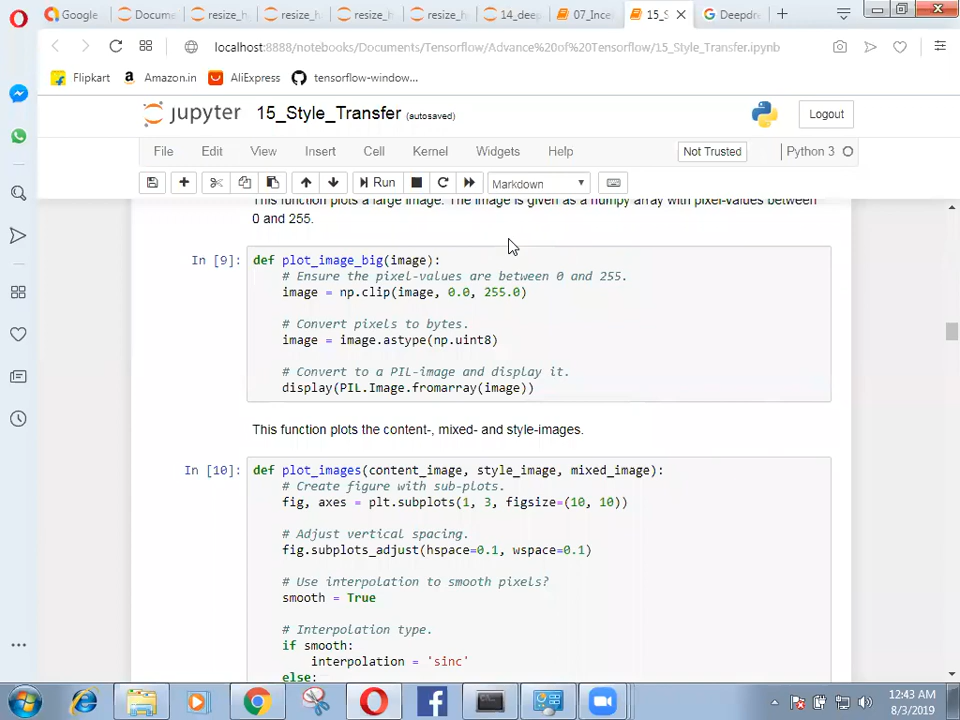 Google
Docume
resize_h
resize_h
resize_h
resize_h
14_deep
07_Ince
15_S
Deepdre
localhost:8888/notebooks/Documents/Tensorflow/Advance%20of%20Tensorflow/15_Style_Transfer.ipynb
Flipkart
Amazon.in
AliExpress
tensorflow-window...
jupyter
15_Style_Transfer (autosaved)
Logout
File Edit View Insert Cell Kernel Widgets Help
Not Trusted
Python 3
Run
Markdown
This function plots a large image. The image is given as a numpy array with pixel-values between
0 and 255.
In [9]:
def plot_image_big(image):
# Ensure the pixel-values are between 0 and 255.
image = np.clip(image, 0.0, 255.0)
# Convert pixels to bytes.
image = image.astype(np.uint8)
# Convert to a PIL-image and display it.
display(PIL.Image.fromarray(image))
This function plots the content-, mixed- and style-images.
In [10]:
def plot_images(content_image, style_image, mixed_image):
# Create figure with sub-plots.
fig, axes = plt.subplots(1, 3, figsize=(10, 10))
# Adjust vertical spacing.
fig.subplots_adjust(hspace=0.1, wspace=0.1)
# Use interpolation to smooth pixels?
smooth = True
# Interpolation type.
if smooth:
interpolation = 'sinc'
else:
12:43 AM
8/3/2019